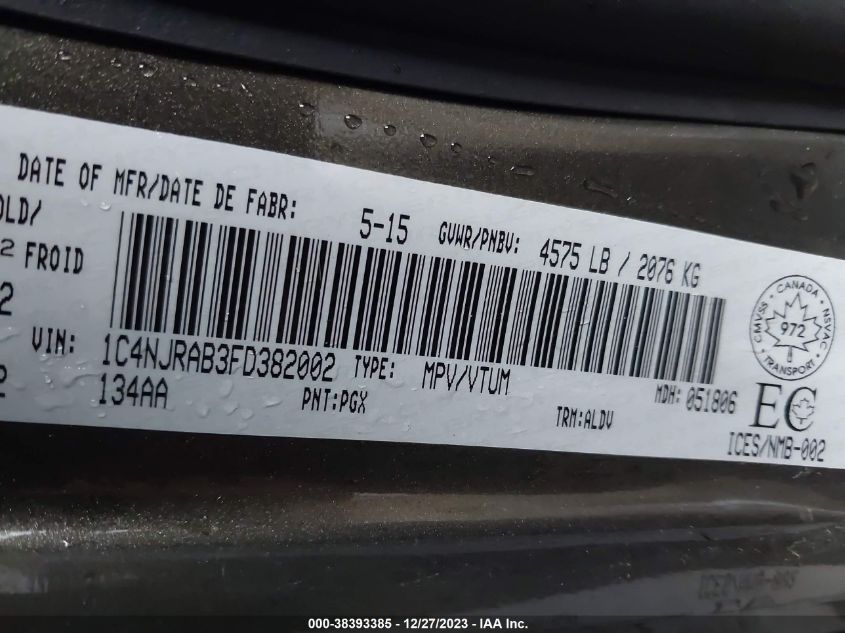 DATE OF MFR/DATE DE FABR: 5-15 GVWR/PNBV: 4575 LB / 2076 KG
OLD/
2 FROID
2
VIN: 1C4NJRAB3FD382002 TYPE: MPV/VTUM MDH: 051806
134AA PNT:PGX TRM:ALDV
CANADA
CMVSS NSVAC
972
TRANSPORT
EC
ICES/NMB-002
000-38393385 - 12/27/2023 - IAA Inc.